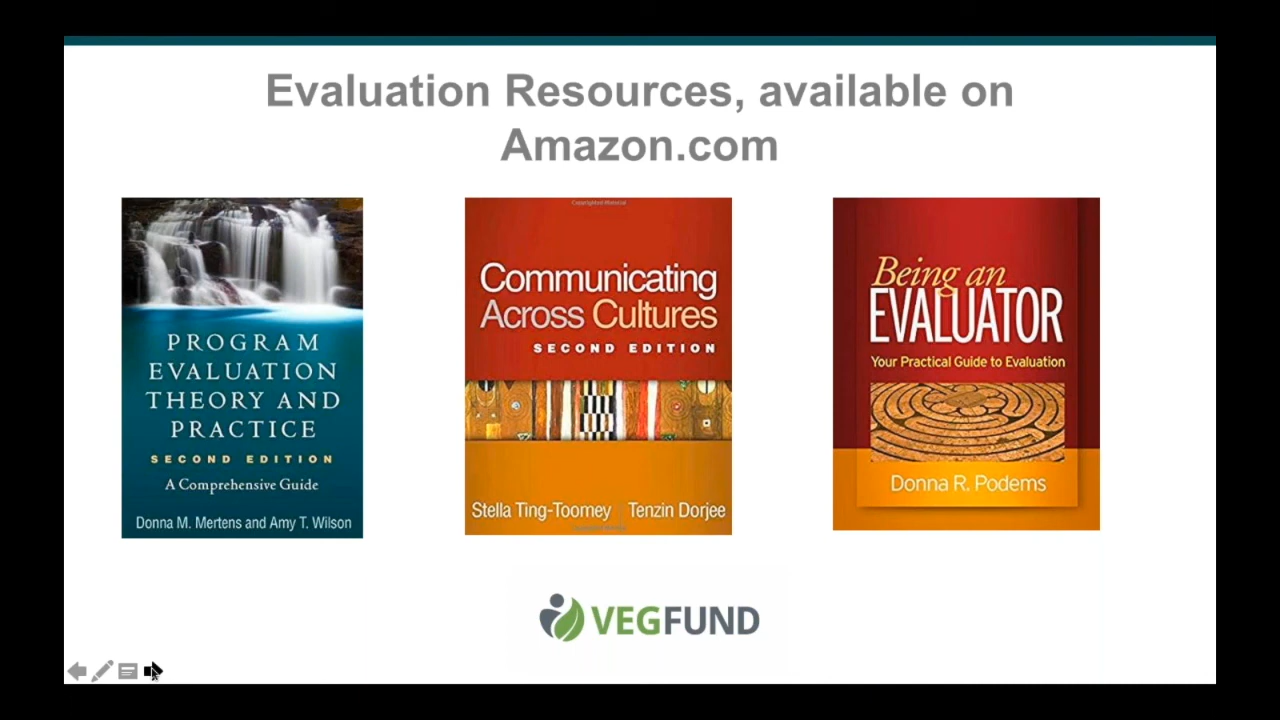 Evaluation Resources, available on
Amazon.com
PROGRAM
EVALUATION
THEORY AND
PRACTICE
SECOND EDITION
A Comprehensive Guide
Donna M. Mertens and Amy T. Wilson
Copyrighted Material
Communicating
Across Cultures
SECOND EDITION
Stella Ting-Toomey Tenzin Dorjee
Being an
EVALUATOR
Your Practical Guide to Evaluation
Donna R. Podems
VEGFUND